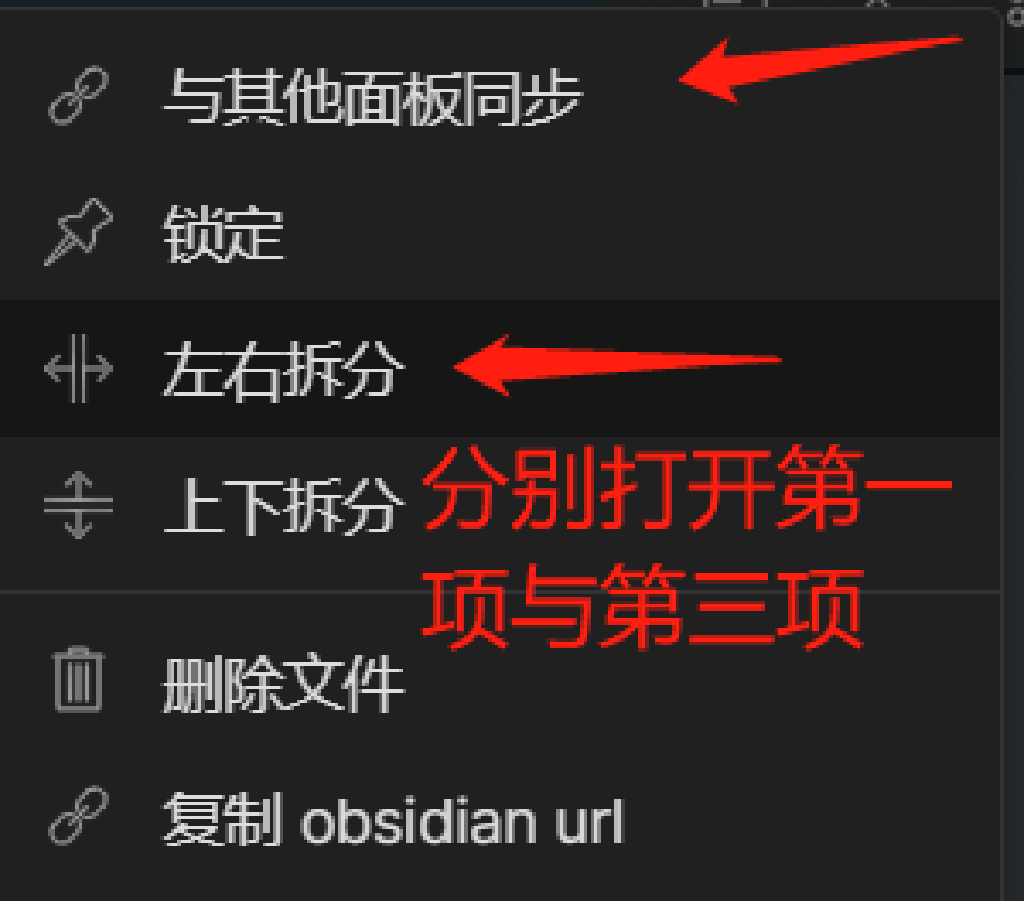 与其他面板同步
锁定
左右拆分
上下拆分
分别打开第一
项与第三项
删除文件
复制 obsidian url